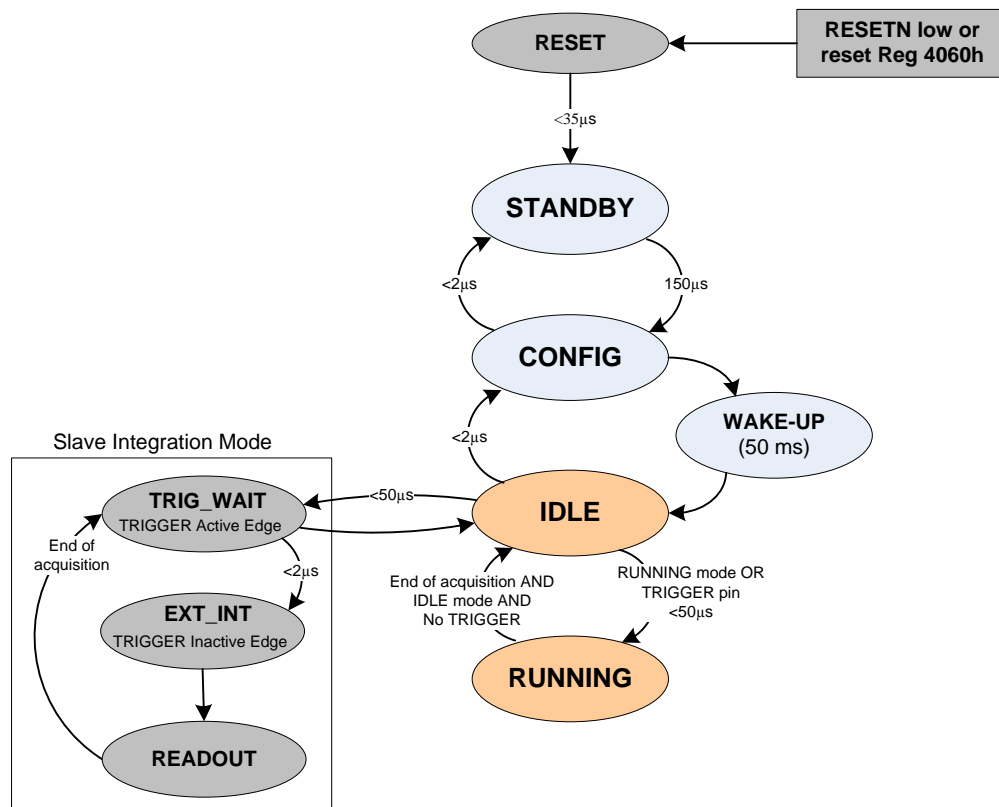 RESET
RESETN low or
reset Reg 4060h
<35µs
STANDBY
<2µs
150µs
CONFIG
WAKE-UP
(50 ms)
Slave Integration Mode
<2µs
TRIG_WAIT
TRIGGER Active Edge
<50µs
IDLE
End of
acquisition
<2µs
End of acquisition AND
IDLE mode AND
No TRIGGER
RUNNING mode OR
TRIGGER pin
<50µs
EXT_INT
TRIGGER Inactive Edge
RUNNING
READOUT